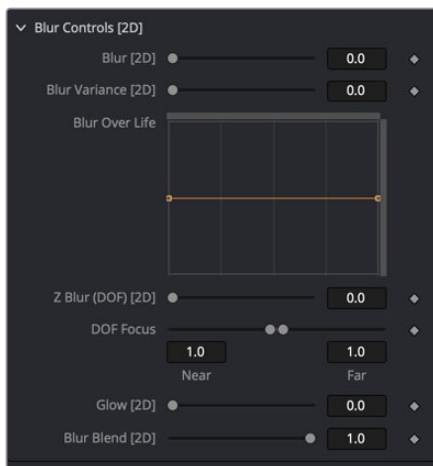 Blur Controls [2D]
Blur [2D] 0.0
Blur Variance [2D] 0.0
Blur Over Life
Z Blur (DOF) [2D] 0.0
DOF Focus
1.0 1.0
Near Far
Glow [2D] 0.0
Blur Blend [2D] 1.0